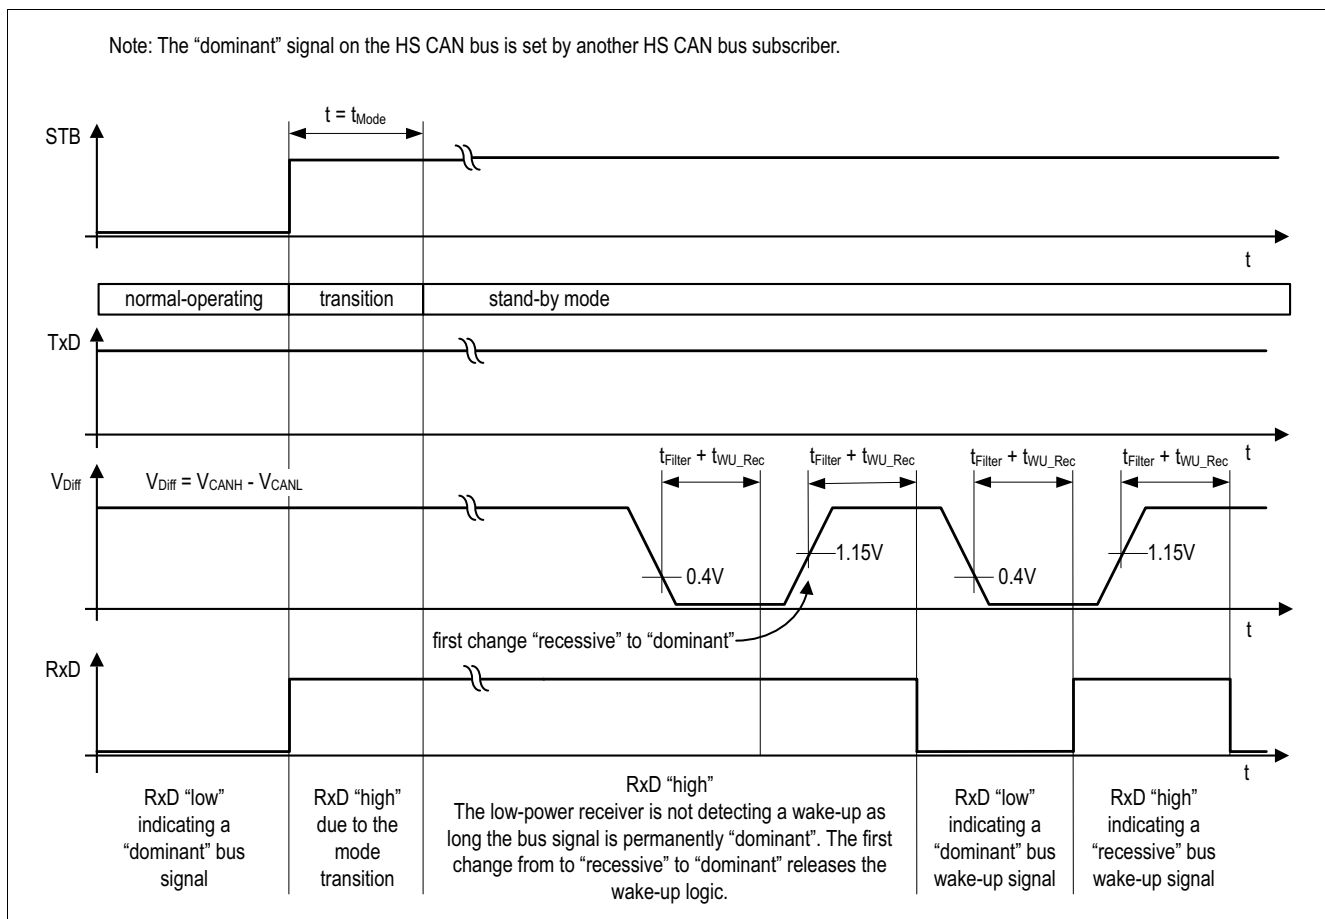 Note: The “dominant” signal on the HS CAN bus is set by another HS CAN bus subscriber.
t = tMode
STB
t
normal-operating transition stand-by mode
TxD
t
tFilter + tWU_Rec tFilter + tWU_Rec tFilter + tWU_Rec tFilter + tWU_Rec
VDiff VDiff = VCANH - VCANL
1.15V 1.15V
0.4V 0.4V
t
first change “recessive” to “dominant”
RxD
t
RxD “low”
indicating a
“dominant” bus
signal
RxD “high”
due to the
mode
transition
RxD “high”
The low-power receiver is not detecting a wake-up as
long the bus signal is permanently “dominant”. The first
change from to “recessive” to “dominant” releases the
wake-up logic.
RxD “low”
indicating a
“dominant” bus
wake-up signal
RxD “high”
indicating a
“recessive” bus
wake-up signal